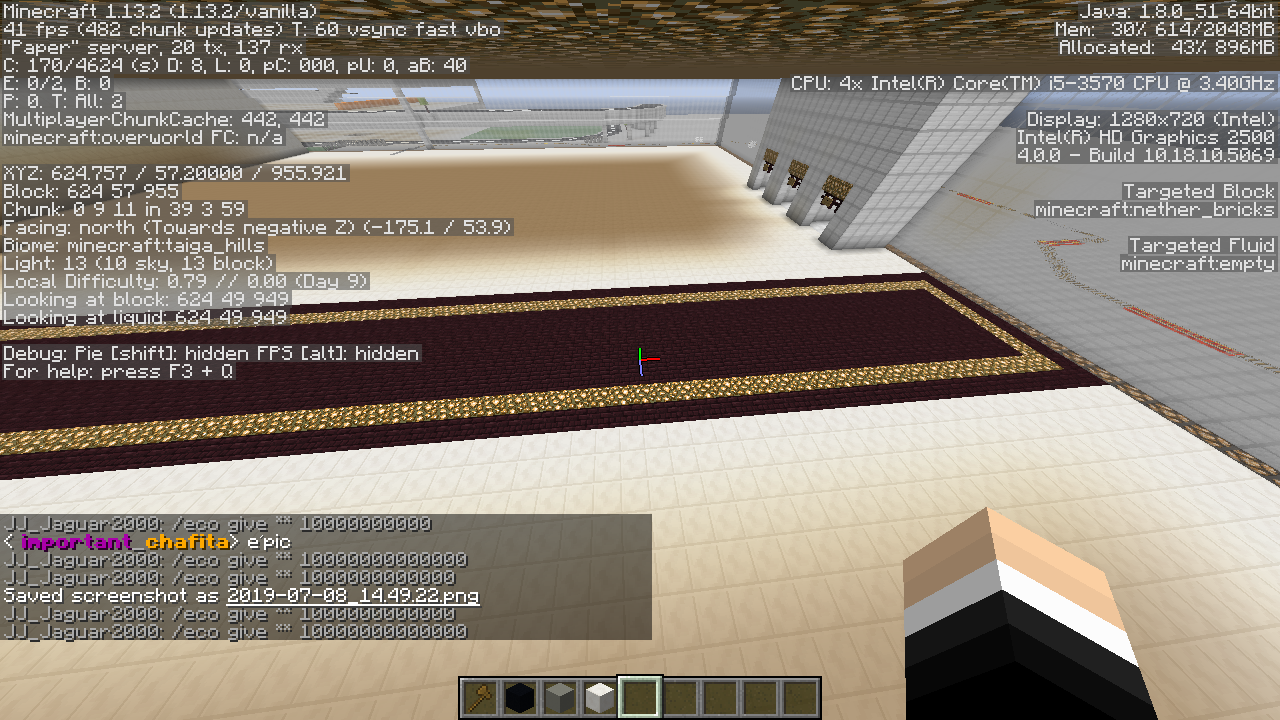 Minecraft 1.13.2 (1.13.2/vanilla)
41 fps (482 chunk updates) T: 60 vsync fast vbo
"Paper" server, 20 tx, 137 rx
C: 170/4624 (s) D: 8, L: 0, pC: 000, pU: 0, aB: 40
E: 0/2, B: 0
P: 0. T: All: 2
MultiplayerChunkCache: 442, 442
minecraft:overworld FC: n/a
XYZ: 624.757 / 57.20000 / 955.921
Block: 624 57 955
Chunk: 0 9 11 in 39 3 59
Facing: north (Towards negative Z) (-175.1 / 53.9)
Biome: minecraft:taiga_hills
Light: 13 (10 sky, 13 block)
Local Difficulty: 0.79 // 0.00 (Day 9)
Looking at block: 624 49 949
Looking at liquid: 624 49 949
Debug: Pie [shift]: hidden FPS [alt]: hidden
For help: press F3 + Q
Java: 1.8.0_51 64bit
Mem: 30% 614/2048MB
Allocated: 43% 896MB
CPU: 4x Intel(R) Core(TM) i5-3570 CPU @ 3.40GHz
Display: 1280x720 (Intel)
Intel(R) HD Graphics 2500
4.0.0 - Build 10.18.10.5069
Targeted Block
minecraft:nether_bricks
Targeted Fluid
minecraft:empty
JJ_Jaguar2000: /eco give ** 10000000000
< important_chafita> epic
JJ_Jaguar2000: /eco give ** 1000000000000
JJ_Jaguar2000: /eco give ** 100000000000
Saved screenshot as 2019-07-08_14.49.22.png
JJ_Jaguar2000: /eco give ** 100000000000
JJ_Jaguar2000: /eco give ** 1000000000000